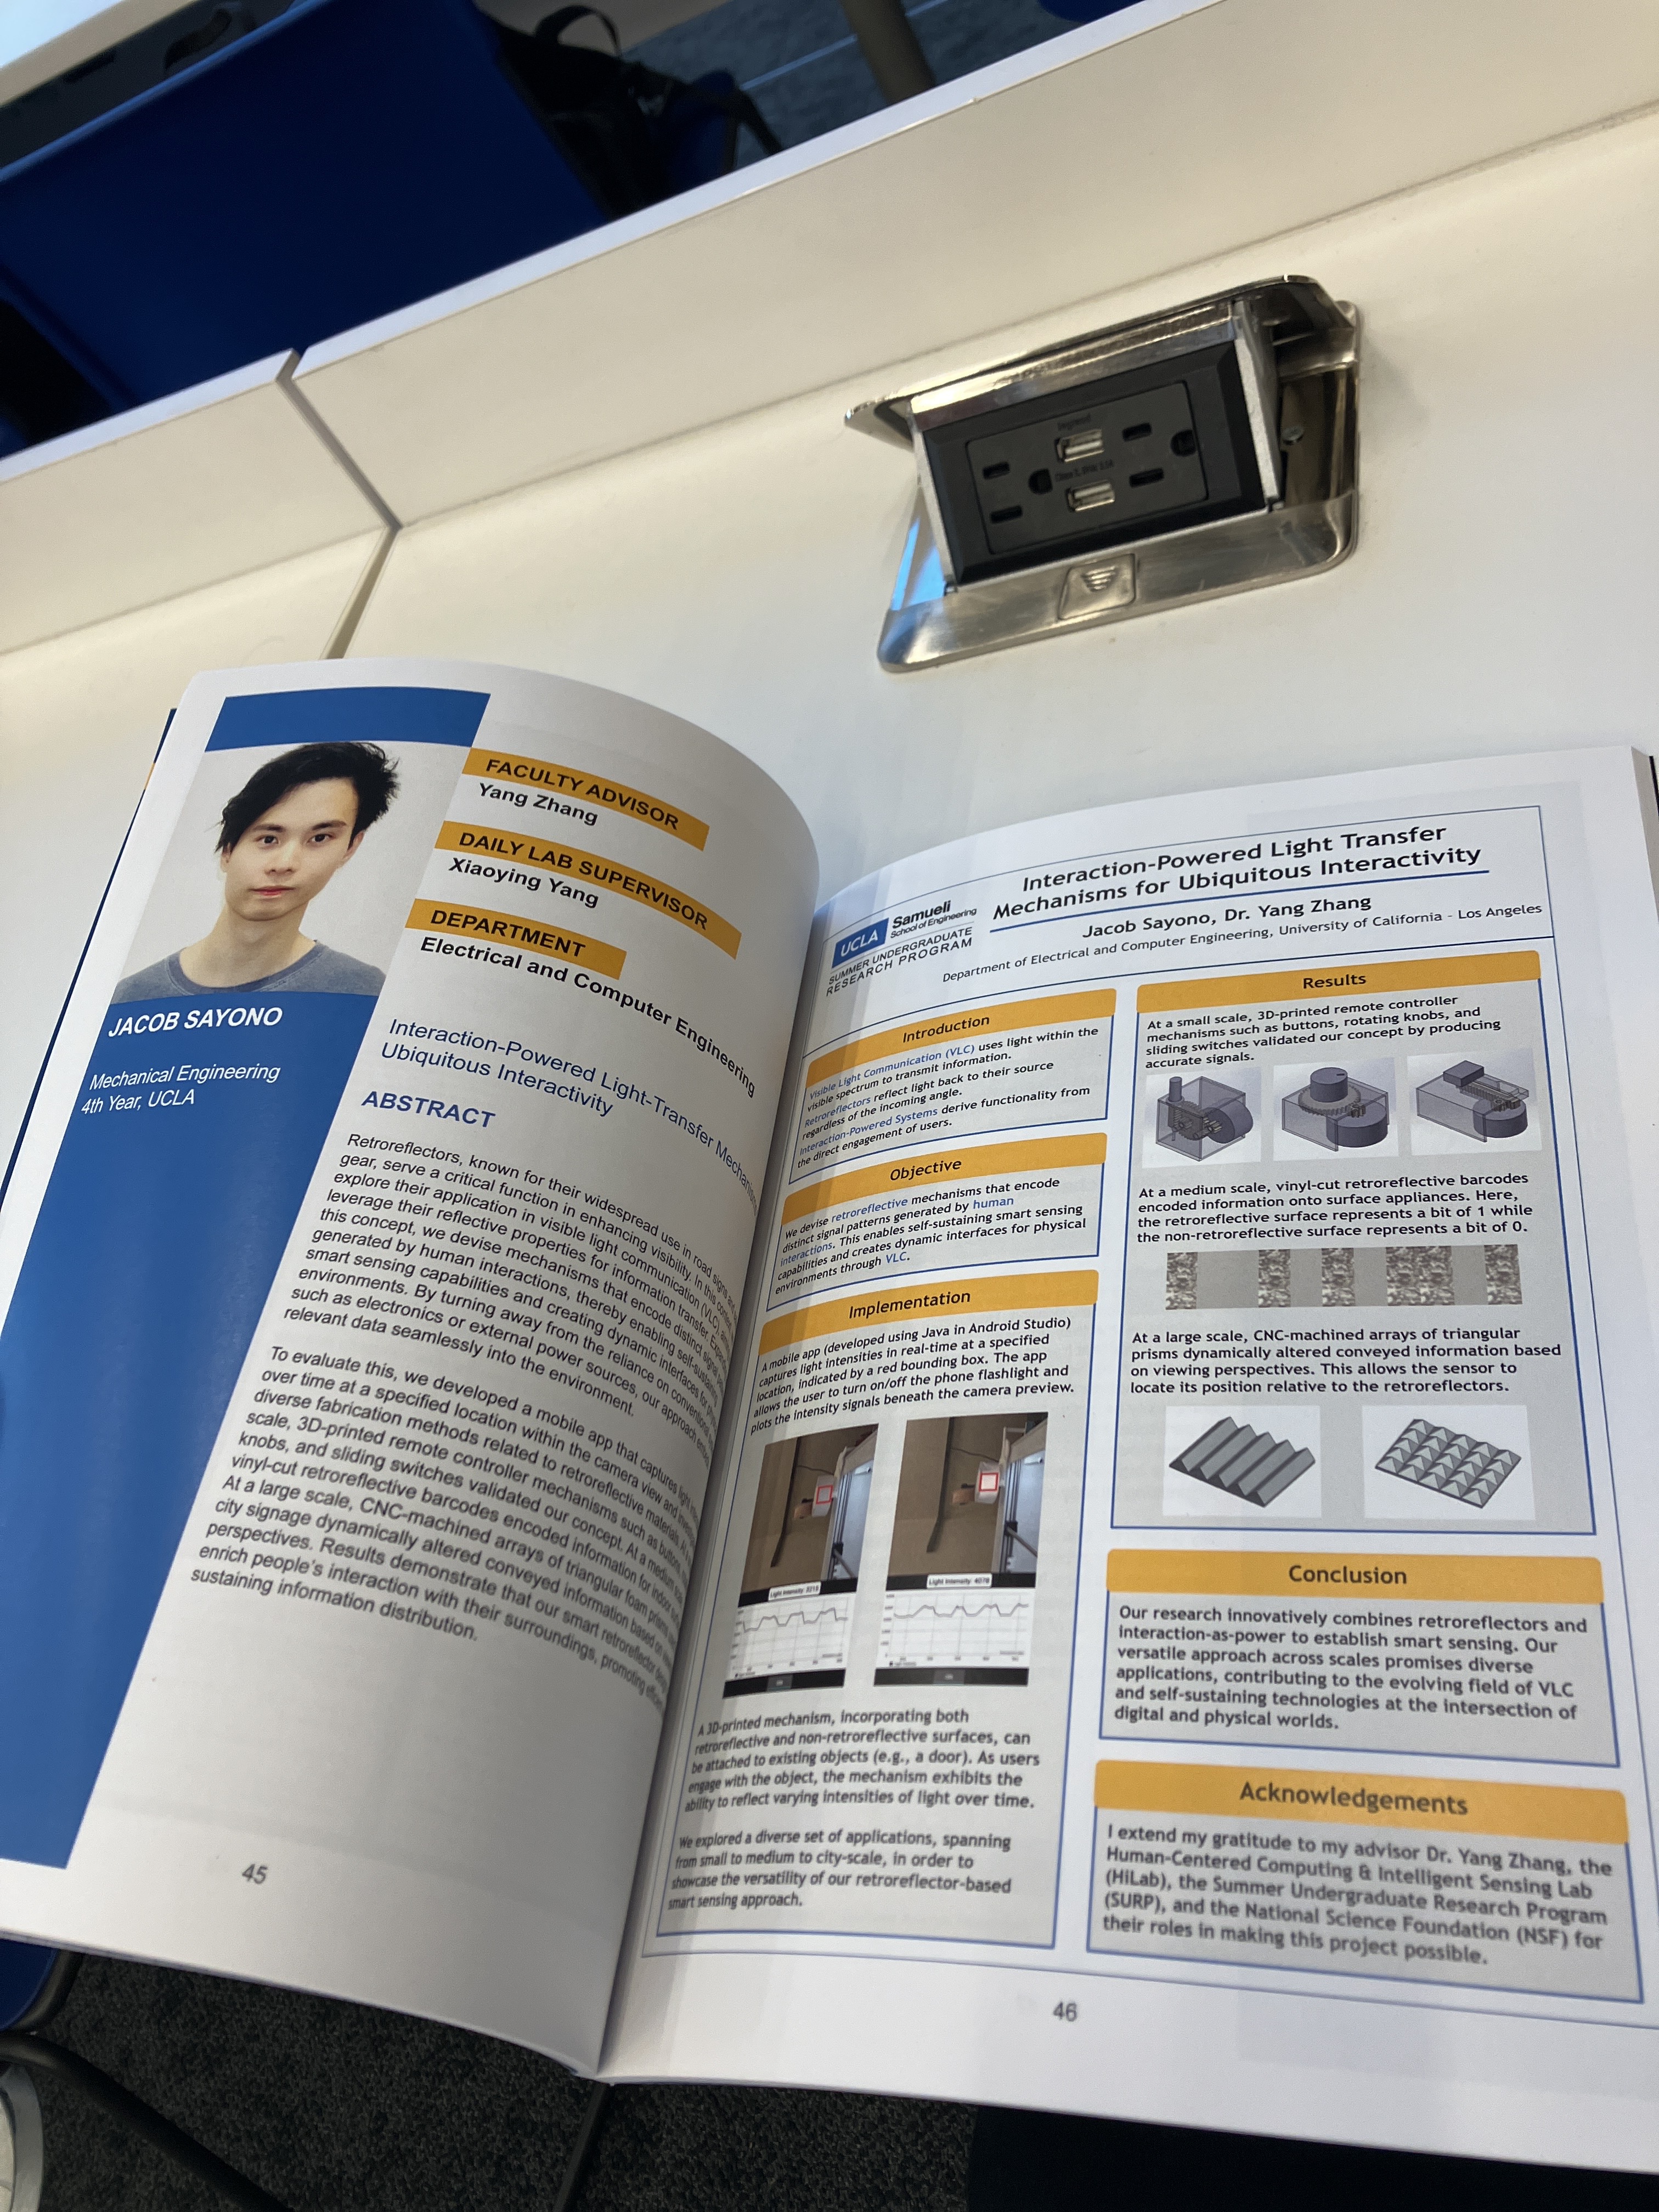 Legrand
FACULTY ADVISOR
Yang Zhang
DAILY LAB SUPERVISOR
Xiaoying Yang
DEPARTMENT
Electrical and Computer Engineering
JACOB SAYONO
Mechanical Engineering
4th Year, UCLA
Interaction-Powered Light-Transfer
Ubiquitous Interactivity
ABSTRACT
Retroreflectors, known for their widespread use in road signs
gear, serve a critical function in enhancing visibility. In this
explore their application in visible light communication (VLC)
leverage their reflective properties for information transfer.
this concept, we devise mechanisms that encode distinct signal
generated by human interactions, thereby enabling
smart sensing capabilities and creating dynamic interfaces for
environments. By turning away from the reliance on conventional
such as electronics or external power sources, our approach
relevant data seamlessly into the environment.
To evaluate this, we developed a mobile app that captures light
over time at a specified location within the camera view and
diverse fabrication methods related to retroreflective materials.
scale, 3D-printed remote controller mechanisms such as buttons,
knobs, and sliding switches validated our concept. At a medium
vinyl-cut retroreflective barcodes encoded information for indoor
At a large scale, CNC-machined arrays of triangular foam prisms
city signage dynamically altered conveyed information based on
perspectives. Results demonstrate that our smart retroreflector
enrich people's interaction with their surroundings, promoting
sustaining information distribution.
45
UCLA Samueli
School of Engineering
SUMMER UNDERGRADUATE
RESEARCH PROGRAM
Interaction-Powered Light Transfer
Mechanisms for Ubiquitous Interactivity
Jacob Sayono, Dr. Yang Zhang
Department of Electrical and Computer Engineering, University of California - Los Angeles
Introduction
Visible Light Communication (VLC) uses light within the
visible spectrum to transmit information.
Retroreflectors reflect light back to their source
regardless of the incoming angle.
Interaction-Powered Systems derive functionality from
the direct engagement of users.
Objective
We devise retroreflective mechanisms that encode
distinct signal patterns generated by human
interactions. This enables self-sustaining smart sensing
capabilities and creates dynamic interfaces for physical
environments through VLC.
Implementation
A mobile app (developed using Java in Android Studio)
captures light intensities in real-time at a specified
location, indicated by a red bounding box. The app
allows the user to turn on/off the phone flashlight and
plots the intensity signals beneath the camera preview.
Light Intensity:
Light Intensity: 4078
A 3D-printed mechanism, incorporating both
retroreflective and non-retroreflective surfaces, can
be attached to existing objects (e.g., a door). As users
engage with the object, the mechanism exhibits the
ability to reflect varying intensities of light over time.
We explored a diverse set of applications, spanning
from small to medium to city-scale, in order to
showcase the versatility of our retroreflector-based
smart sensing approach.
Results
At a small scale, 3D-printed remote controller
mechanisms such as buttons, rotating knobs, and
sliding switches validated our concept by producing
accurate signals.
At a medium scale, vinyl-cut retroreflective barcodes
encoded information onto surface appliances. Here,
the retroreflective surface represents a bit of 1 while
the non-retroreflective surface represents a bit of 0.
At a large scale, CNC-machined arrays of triangular
prisms dynamically altered conveyed information based
on viewing perspectives. This allows the sensor to
locate its position relative to the retroreflectors.
Conclusion
Our research innovatively combines retroreflectors and
interaction-as-power to establish smart sensing. Our
versatile approach across scales promises diverse
applications, contributing to the evolving field of VLC
and self-sustaining technologies at the intersection of
digital and physical worlds.
Acknowledgements
I extend my gratitude to my advisor Dr. Yang Zhang, the
Human-Centered Computing & Intelligent Sensing Lab
(HiLab), the Summer Undergraduate Research Program
(SURP), and the National Science Foundation (NSF) for
their roles in making this project possible.
46